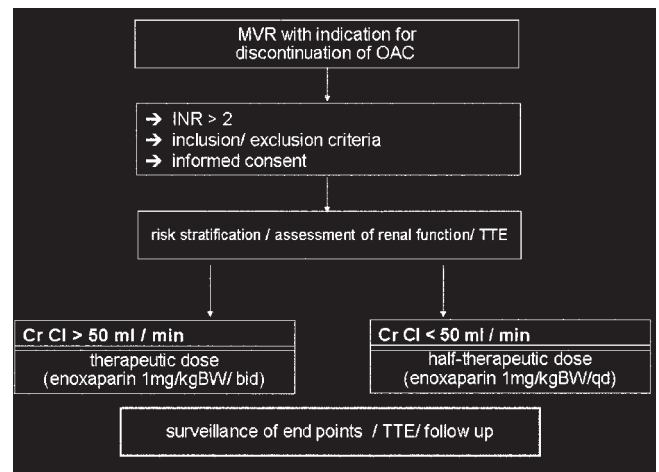 MVR with indication for
discontinuation of OAC
➔ INR > 2
➔ inclusion/ exclusion criteria
➔ informed consent
risk stratification / assessment of renal function/ TTE
Cr Cl > 50 ml / min
therapeutic dose
(enoxaparin 1mg/kgBW/ bid)
Cr Cl < 50 ml / min
half-therapeutic dose
(enoxaparin 1mg/kgBW/qd)
surveillance of end points / TTE/ follow up